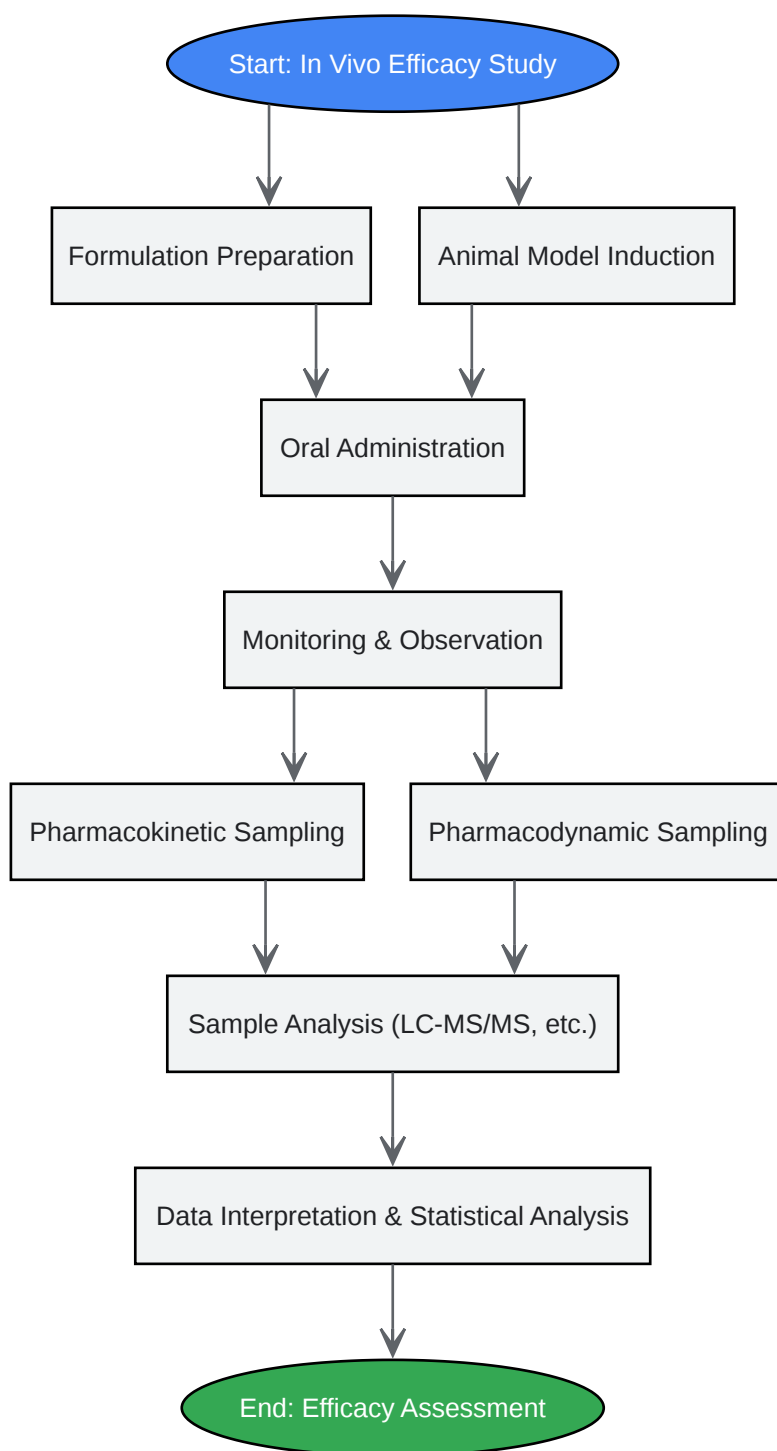 Start: In Vivo Efficacy Study
Formulation Preparation
Animal Model Induction
Oral Administration
Monitoring & Observation
Pharmacokinetic Sampling
Pharmacodynamic Sampling
Sample Analysis (LC-MS/MS, etc.)
Data Interpretation & Statistical Analysis
End: Efficacy Assessment